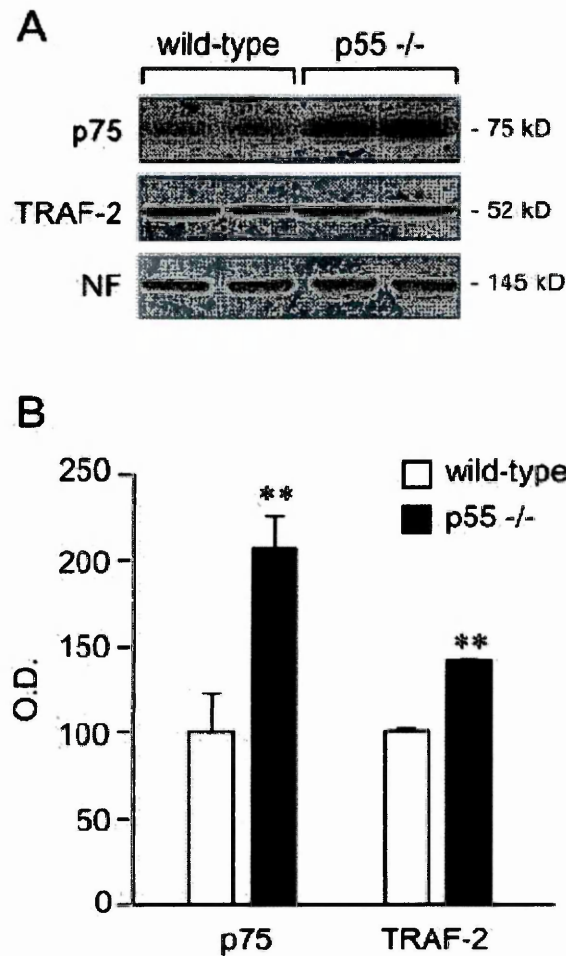 A
wild-type p55 -/-
p75 - 75 kD
TRAF-2 - 52 kD
NF - 145 kD
B
250
200
150
100
50
0
O.D.
wild-type
p55 -/-
**
**
p75 TRAF-2